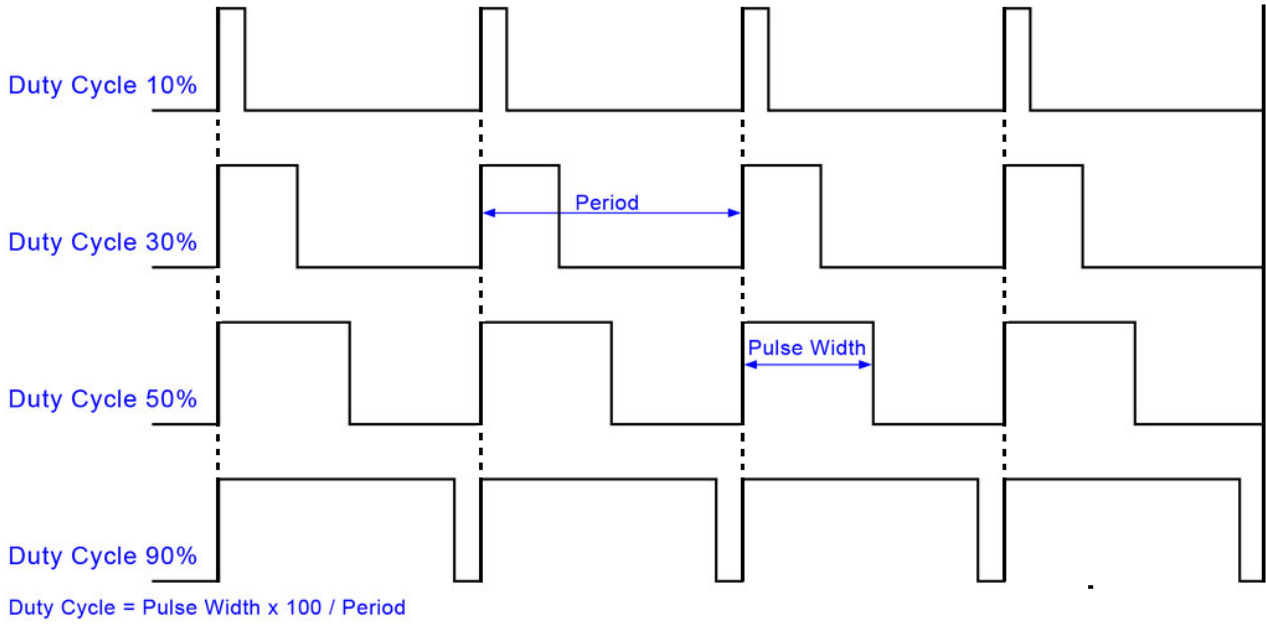 Duty Cycle 10%
Period
Duty Cycle 30%
Pulse Width
Duty Cycle 50%
Duty Cycle 90%
Duty Cycle = Pulse Width x 100 / Period